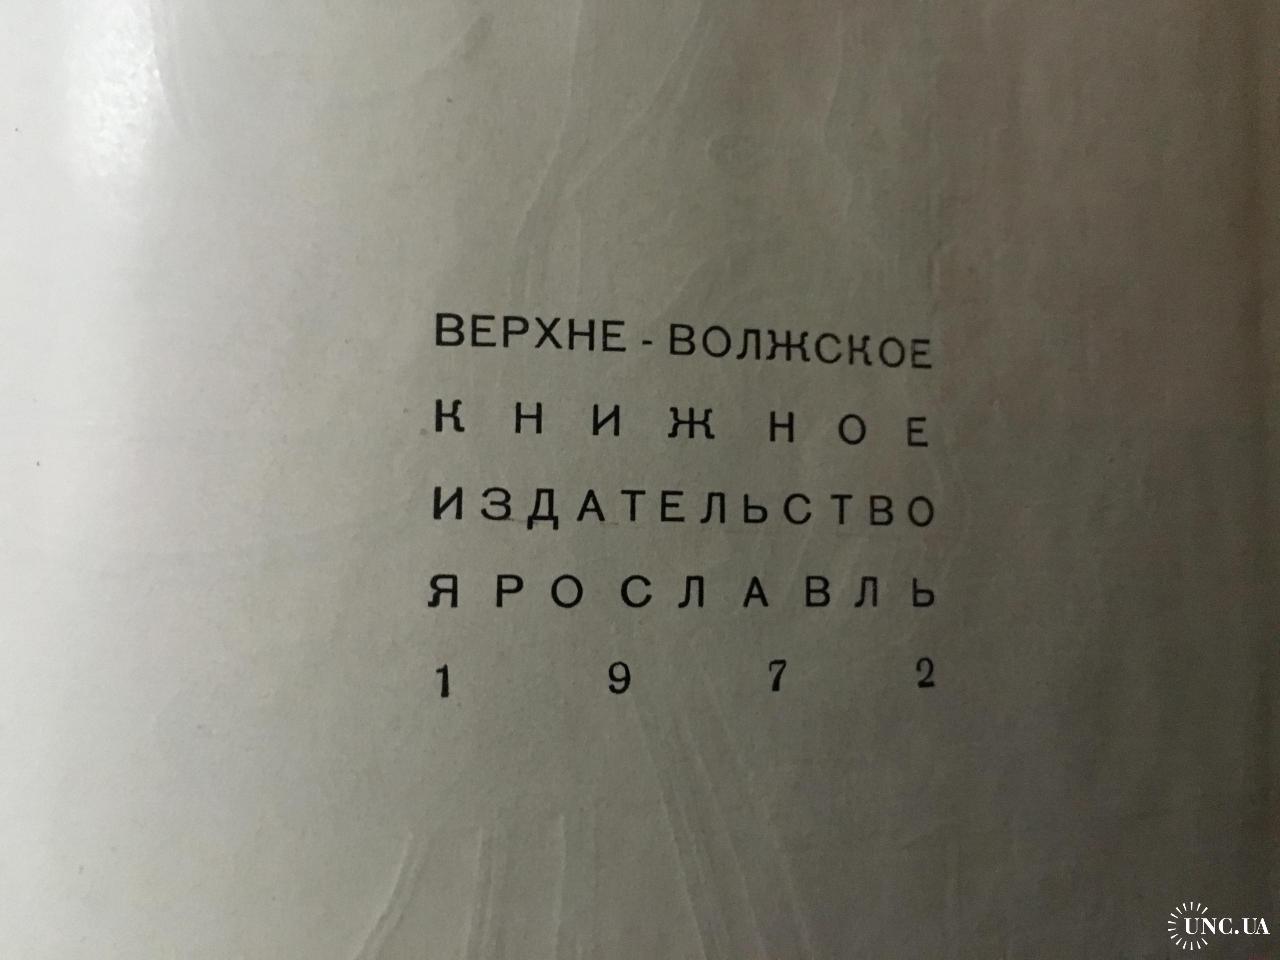 ВЕРХНЕ - ВОЛЖСКОЕ
КНИЖНОЕ
ИЗДАТЕЛЬСТВО
ЯРОСЛАВЛЬ
1972
UNC.UA